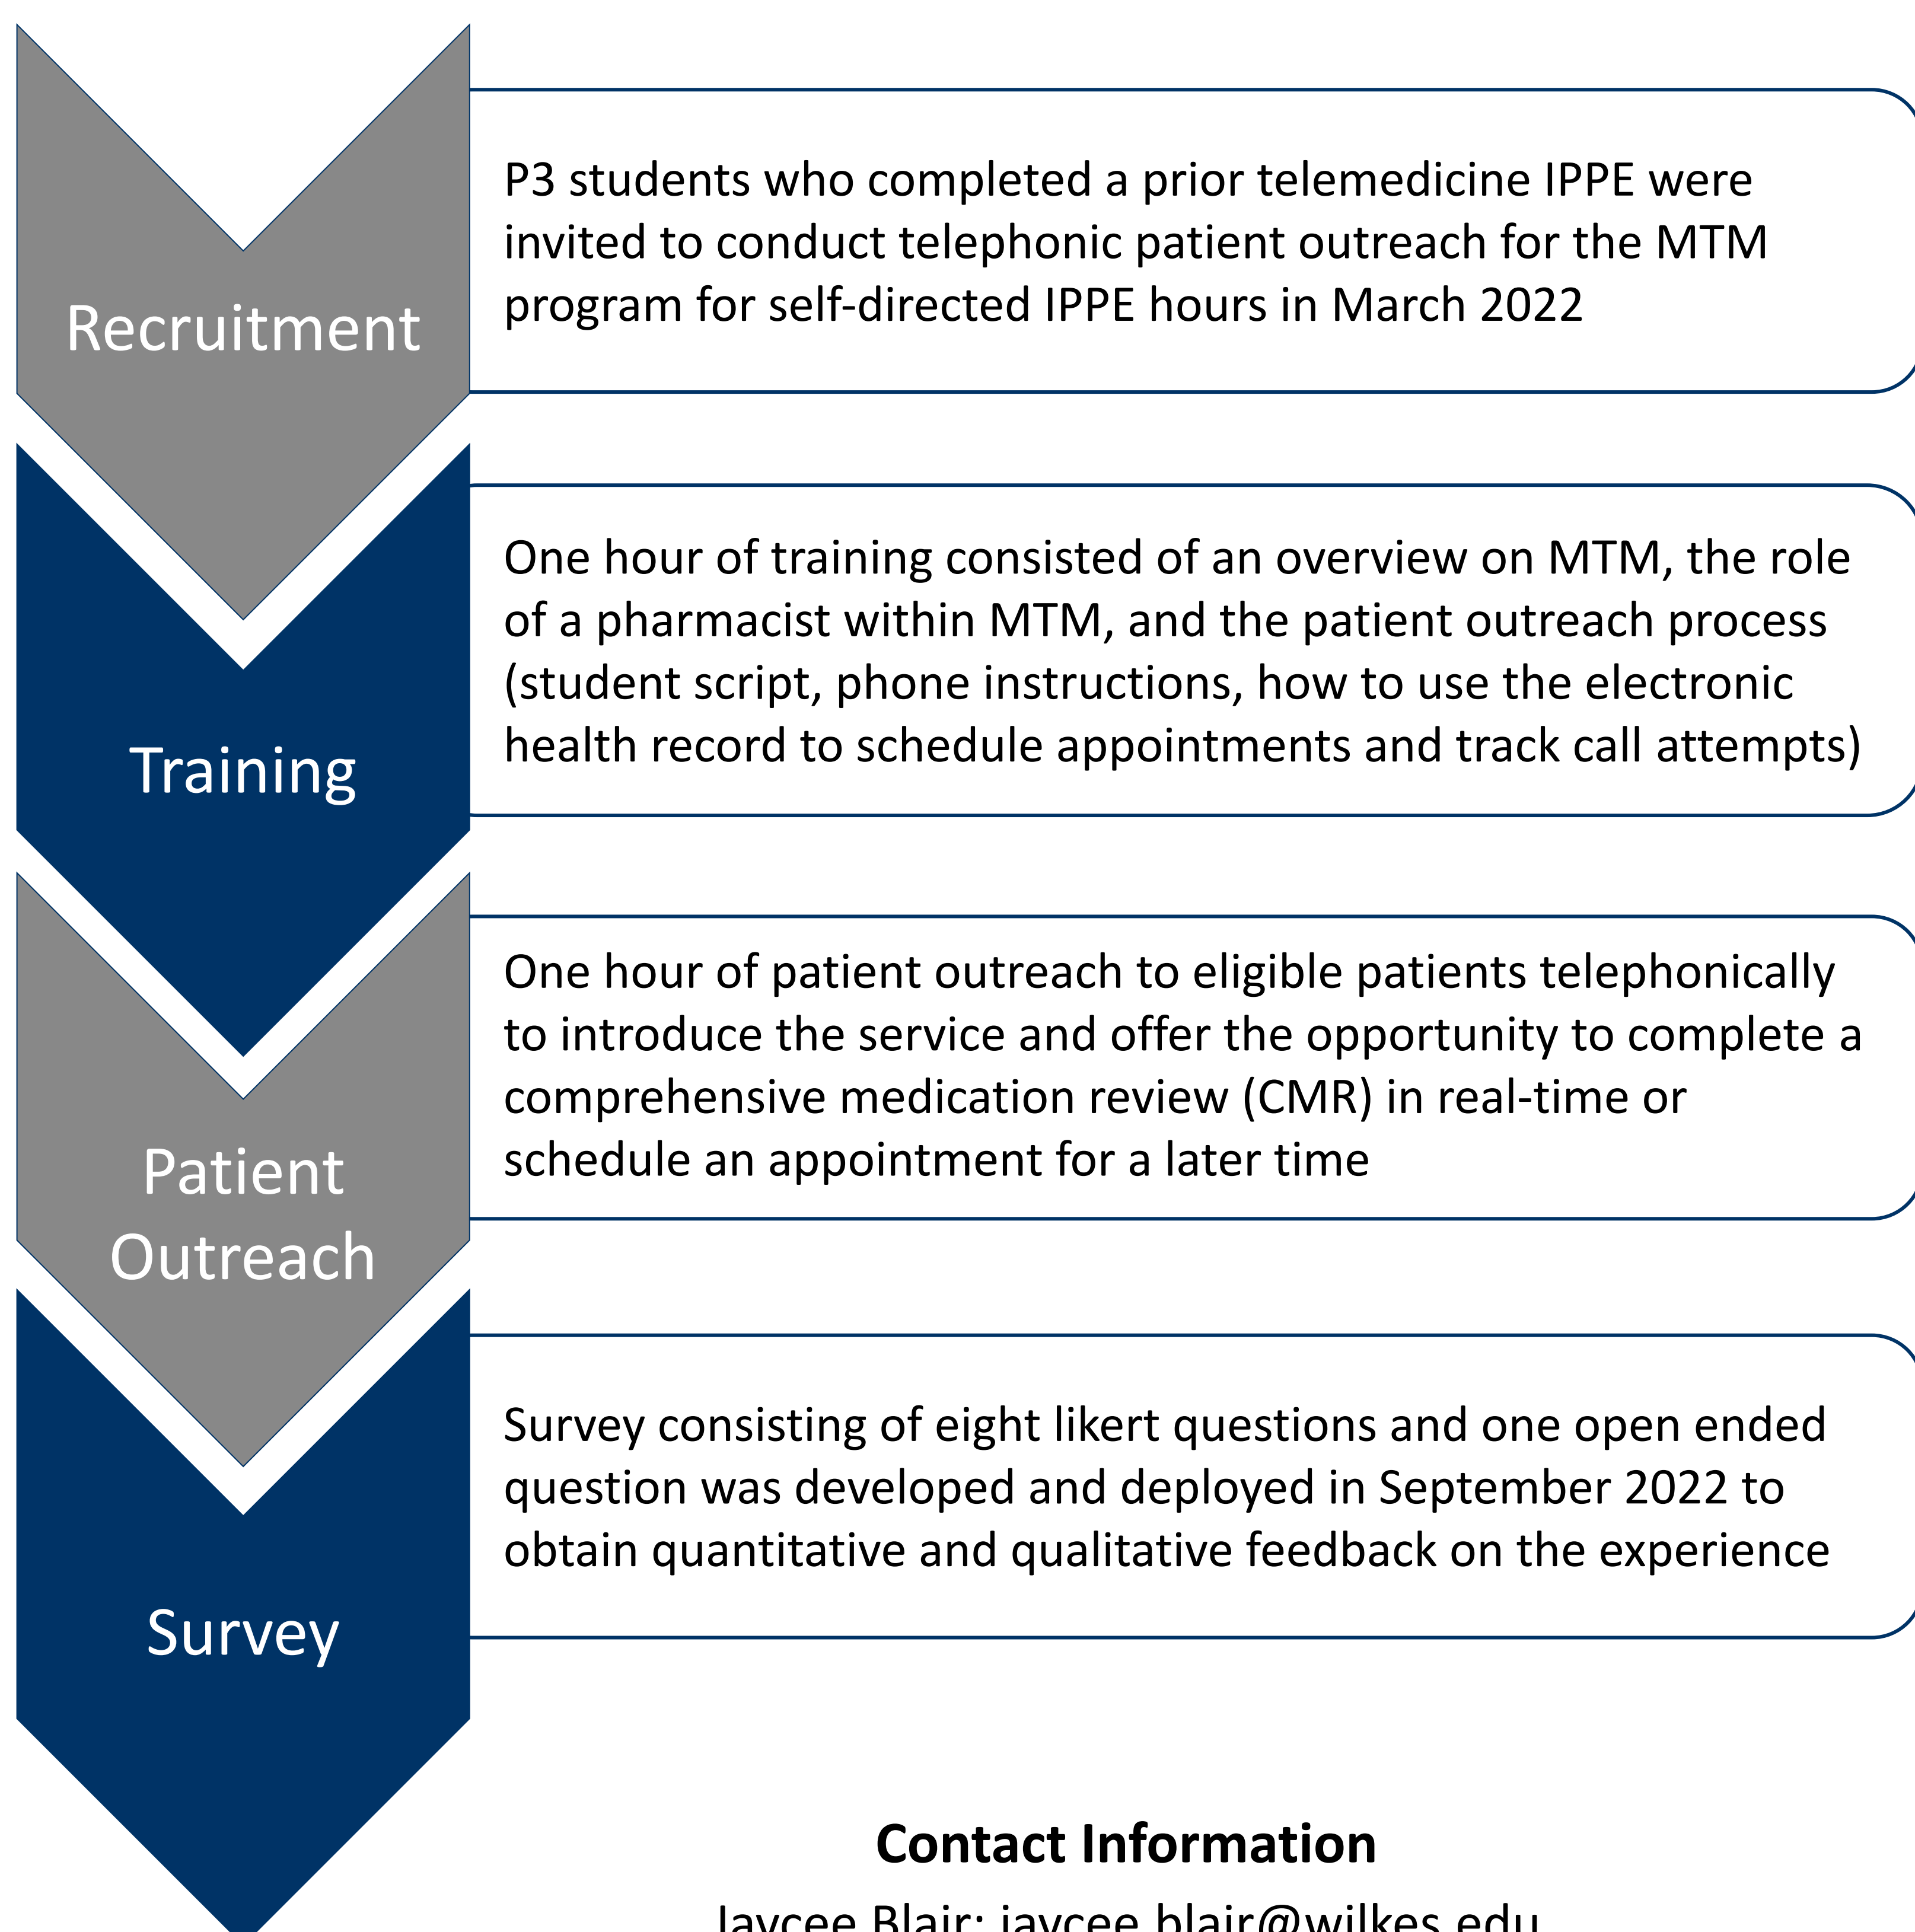 Recruitment
P3 students who completed a prior telemedicine IPPE were
invited to conduct telephonic patient outreach for the MTM
program for self-directed IPPE hours in March 2022
Training
One hour of training consisted of an overview on MTM, the role
of a pharmacist within MTM, and the patient outreach process
(student script, phone instructions, how to use the electronic
health record to schedule appointments and track call attempts)
Patient
Outreach
One hour of patient outreach to eligible patients telephonically
to introduce the service and offer the opportunity to complete a
comprehensive medication review (CMR) in real-time or
schedule an appointment for a later time
Survey
Survey consisting of eight likert questions and one open ended
question was developed and deployed in September 2022 to
obtain quantitative and qualitative feedback on the experience
Contact Information
Jaycee Blair: jaycee.blair@wilkes.edu